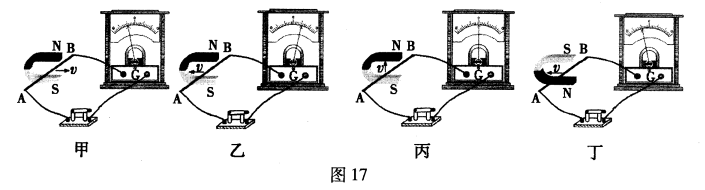 N B v S A G
N B v S A G
N B v S A G
S B v N A G
甲 乙 丙 丁
图 17